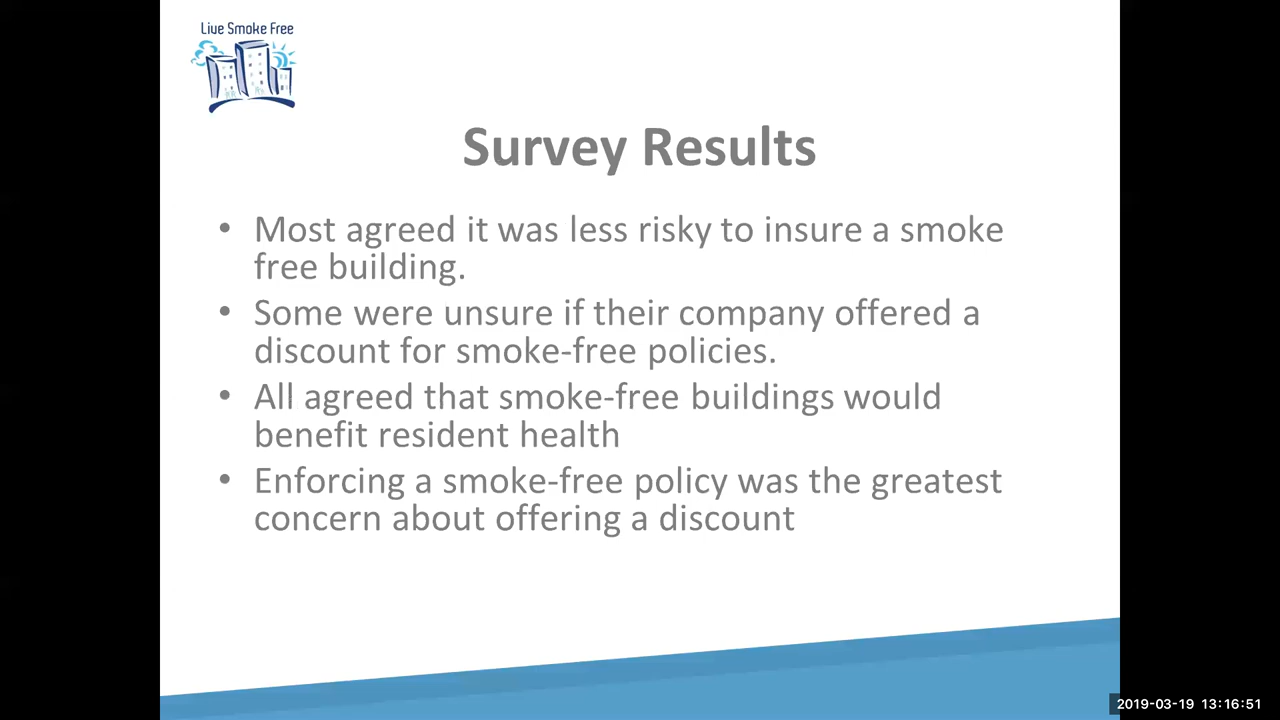 Live Smoke Free
Survey Results
• Most agreed it was less risky to insure a smoke
free building.
• Some were unsure if their company offered a
discount for smoke-free policies.
• All agreed that smoke-free buildings would
benefit resident health
• Enforcing a smoke-free policy was the greatest
concern about offering a discount
2019-03-19 13:16:51